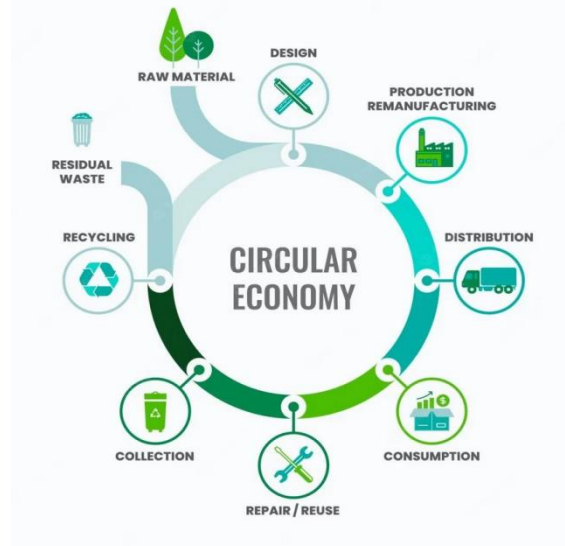 RAW MATERIAL
DESIGN
PRODUCTION
REMANUFACTURING
DISTRIBUTION
CONSUMPTION
REPAIR / REUSE
COLLECTION
RECYCLING
RESIDUAL
WASTE
CIRCULAR
ECONOMY